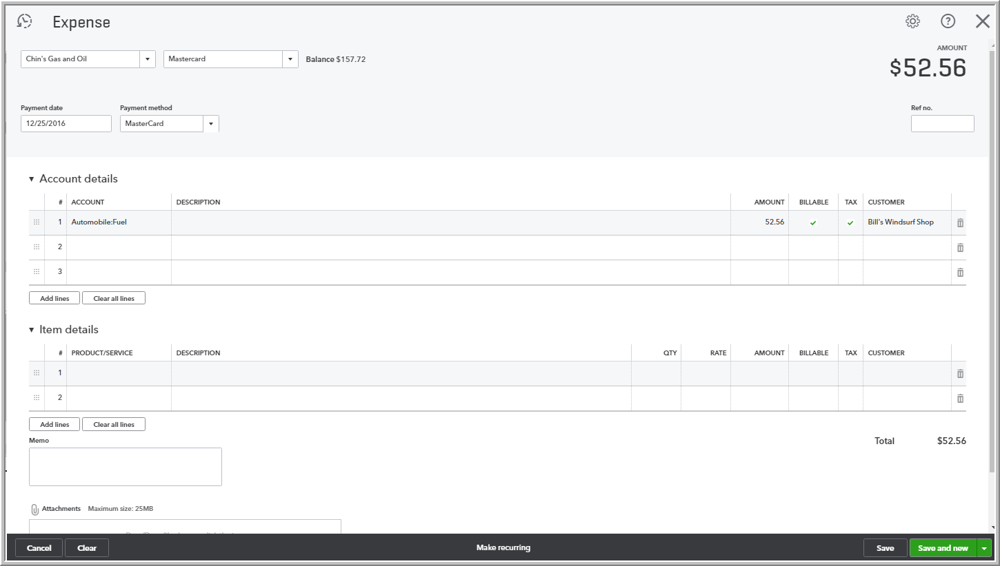 Expense
AMOUNT
$52.56
Chin's Gas and Oil Mastercard Balance $157.72
Payment date Payment method Ref no.
12/25/2016 MasterCard
Account details
# ACCOUNT DESCRIPTION AMOUNT BILLABLE TAX CUSTOMER
1 Automobile:Fuel 52.56 Bill's Windsurf Shop
2
3
Add lines Clear all lines
Item details
# PRODUCT/SERVICE DESCRIPTION QTY RATE AMOUNT BILLABLE TAX CUSTOMER
1
2
Add lines Clear all lines
Memo Total $52.56
Attachments Maximum size: 25MB
Cancel Clear Make recurring Save Save and new